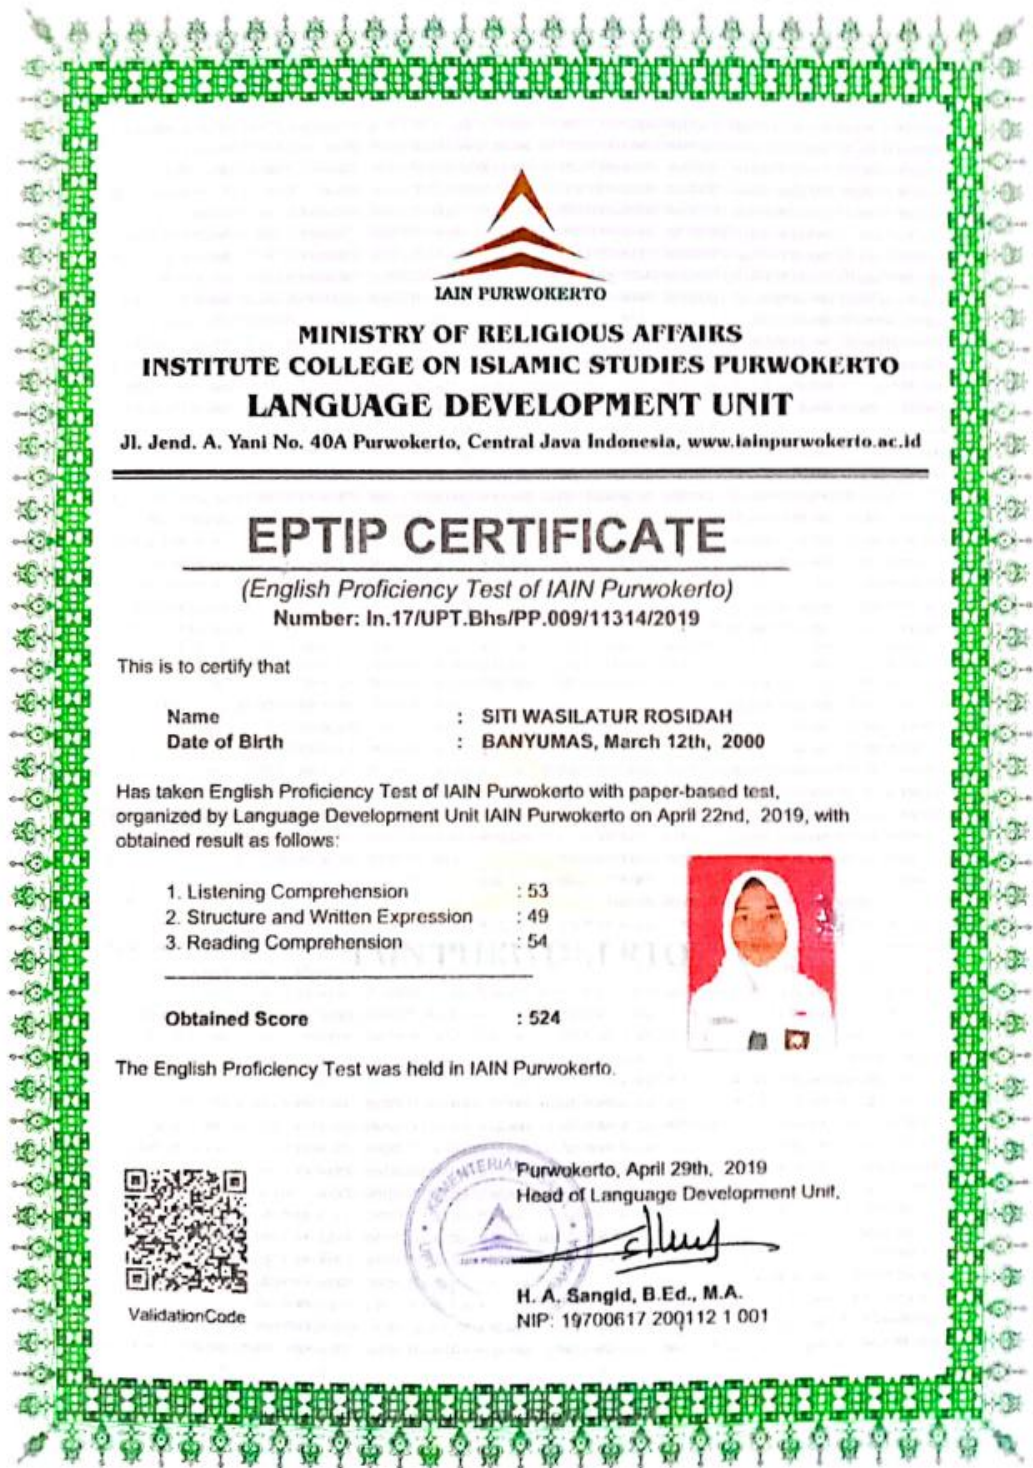 IAIN PURWOKERTO
MINISTRY OF RELIGIOUS AFFAIRS
INSTITUTE COLLEGE ON ISLAMIC STUDIES PURWOKERTO
LANGUAGE DEVELOPMENT UNIT
Jl. Jend. A. Yani No. 40A Purwokerto, Central Java Indonesia, www.iainpurwokerto.ac.id
EPTIP CERTIFICATE
(English Proficiency Test of IAIN Purwokerto)
Number: In.17/UPT.Bhs/PP.009/11314/2019
This is to certify that
Name : SITI WASILATUR ROSIDAH
Date of Birth : BANYUMAS, March 12th, 2000
Has taken English Proficiency Test of IAIN Purwokerto with paper-based test,
organized by Language Development Unit IAIN Purwokerto on April 22nd, 2019, with
obtained result as follows:
1. Listening Comprehension : 53
2. Structure and Written Expression : 49
3. Reading Comprehension : 54
Obtained Score : 524
The English Proficiency Test was held in IAIN Purwokerto.
Purwokerto, April 29th, 2019
Head of Language Development Unit,
KEMENTERIAN
H. A. Sangid, B.Ed., M.A.
NIP: 19700617 200112 1 001
ValidationCode